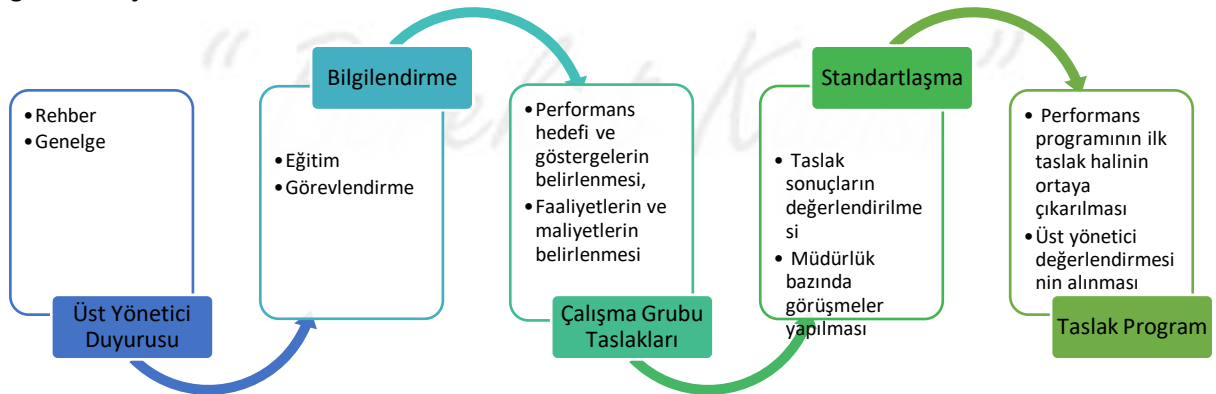 • Rehber
• Genelge
Üst Yönetici
Duyurusu
Bilgilendirme
• Eğitim
• Görevlendirme
• Performans
hedefi ve
göstergelerin
belirlenmesi,
• Faaliyetlerin ve
maliyetlerin
belirlenmesi
Çalışma Grubu
Taslakları
Standartlaşma
• Taslak
sonuçların
değerlendirilme
si
• Müdürlük
bazında
görüşmeler
yapılması
• Performans
programının ilk
taslak halinin
ortaya
çıkarılması
• Üst yönetici
değerlendirmesi
nin alınması
Taslak Program